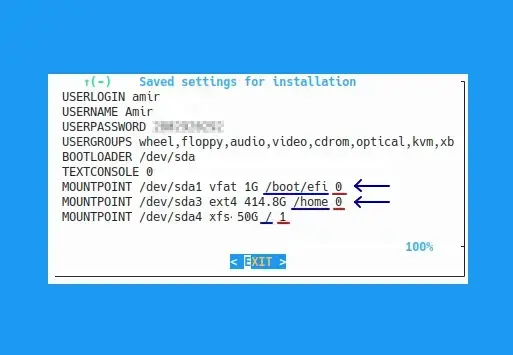 ↑(-) Saved settings for installation
USERLOGIN amir
USERNAME Amir
USERPASSWORD
USERGROUPS wheel,floppy,audio,video,cdrom,optical,kvm,xb
BOOTLOADER /dev/sda
TEXTCONSOLE 0
MOUNTPOINT /dev/sda1 vfat 1G /boot/efi 0
MOUNTPOINT /dev/sda3 ext4 414.8G /home 0
MOUNTPOINT /dev/sda4 xfs 50G / 1
100%
< EXIT >